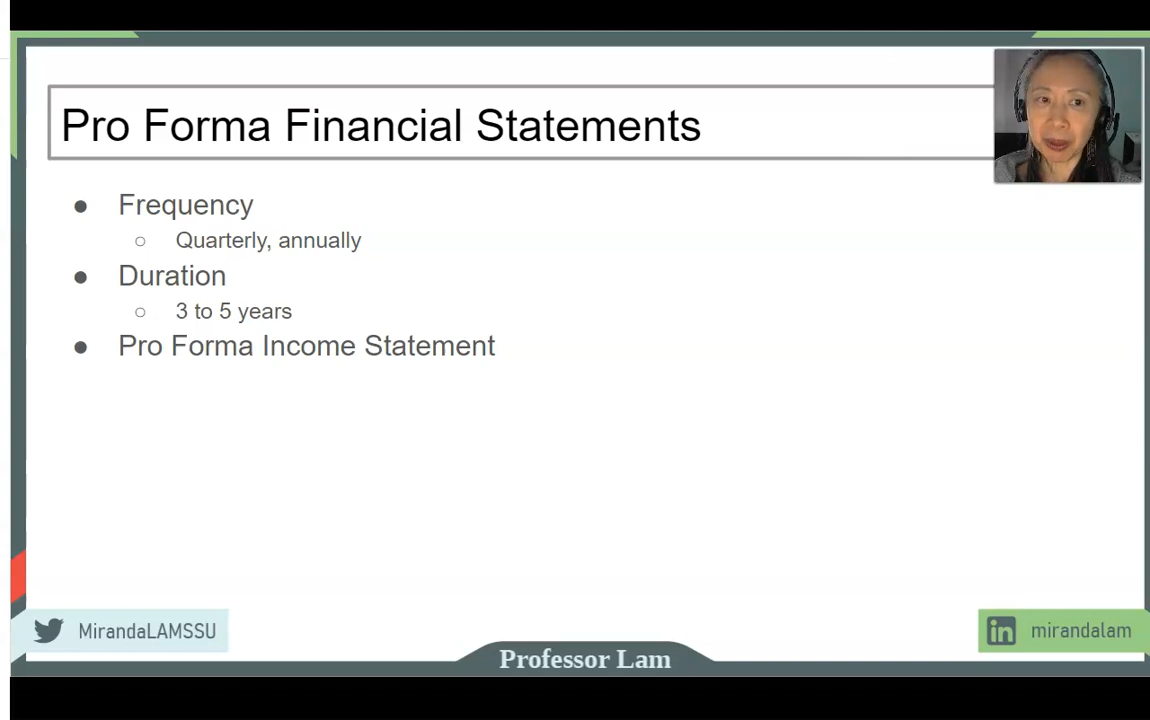 Pro Forma Financial Statements
● Frequency
○ Quarterly, annually
● Duration
○ 3 to 5 years
● Pro Forma Income Statement
MirandaLAMSSU
in mirandalam
Professor Lam